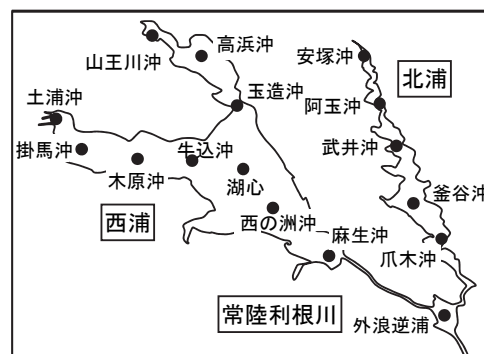 高浜沖
山王川沖
安塚沖
北浦
土浦沖
玉造沖
阿玉沖
掛馬沖
牛込沖
武井沖
木原沖
湖心
釜谷沖
西浦
西の洲沖
麻生沖
爪木沖
常陸利根川
外浪逆浦